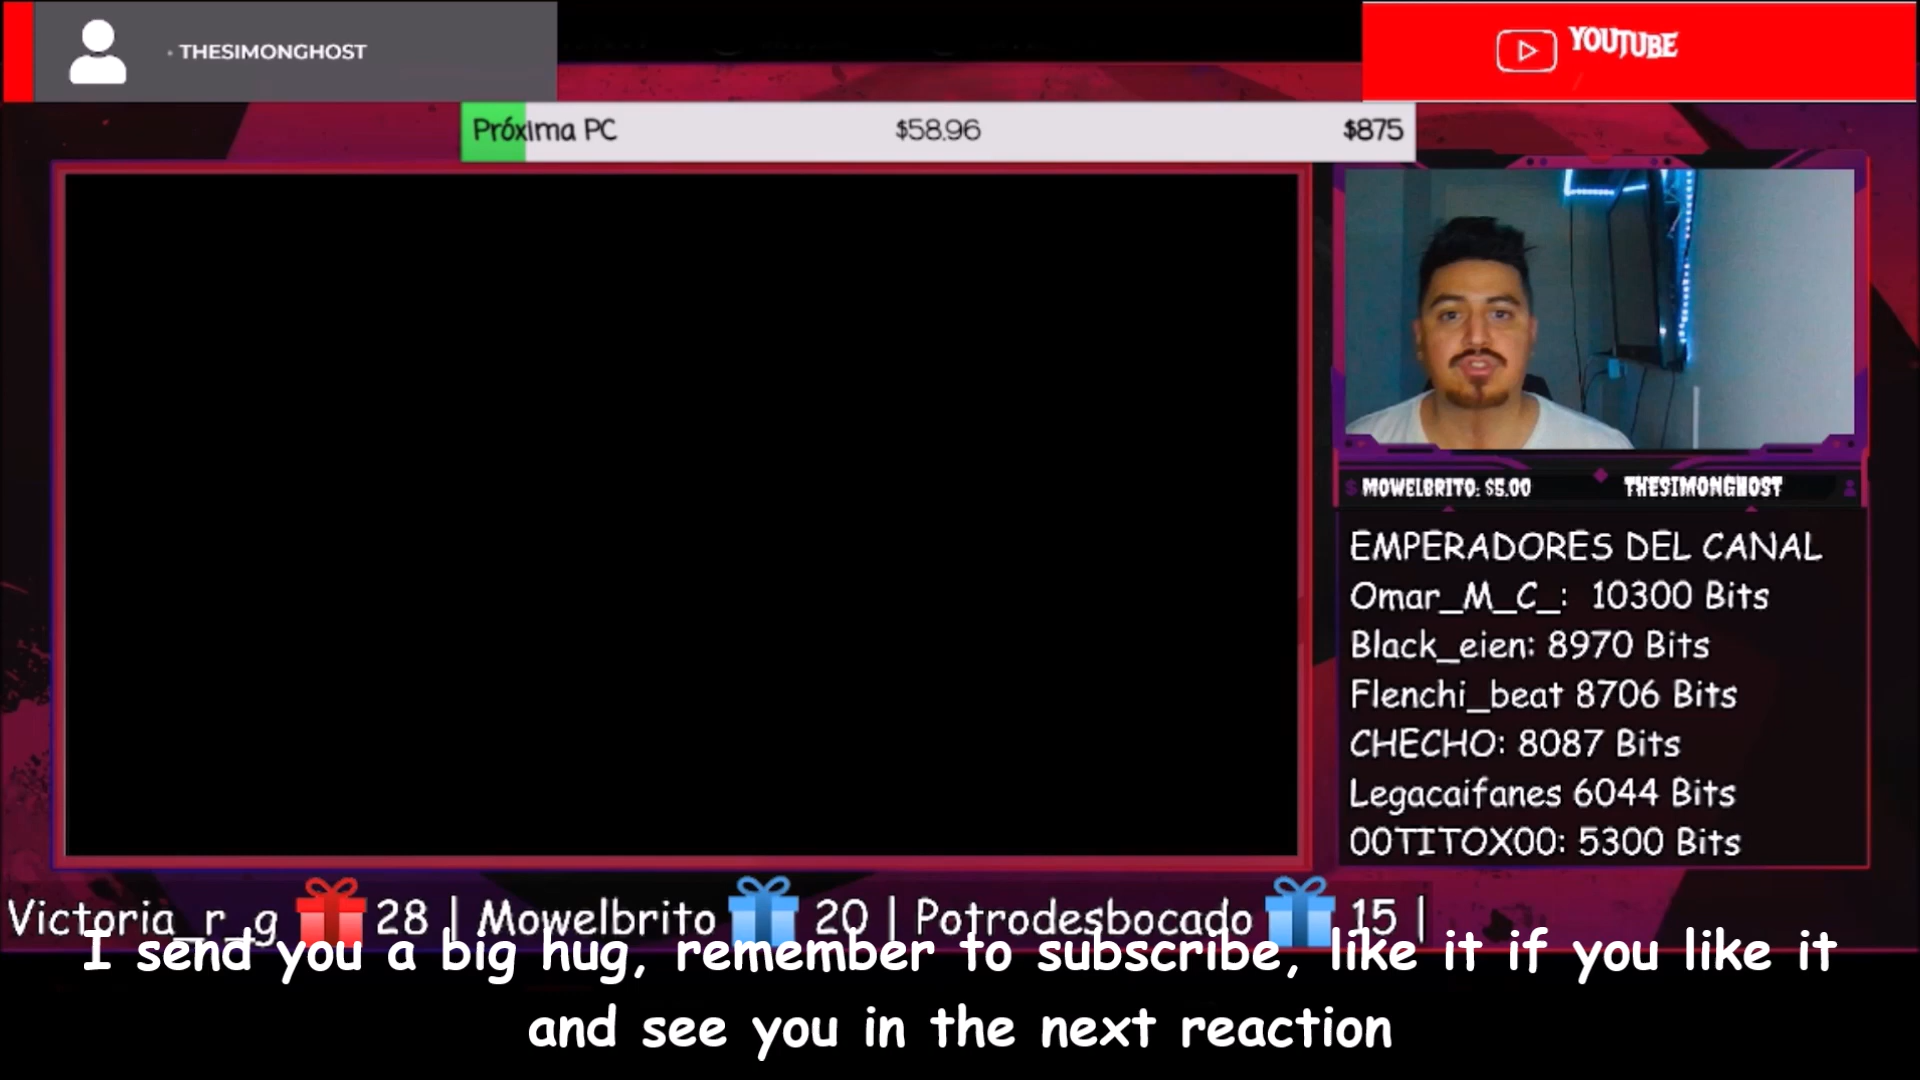 • THESIMONGHOST
YOUTUBE
Próxima PC $58.96 $875
MOWELBRITO: $5.00 THESIMONGHOST
EMPERADORES DEL CANAL
Omar_M_C_: 10300 Bits
Black_eien: 8970 Bits
Flenchi_beat 8706 Bits
CHECHO: 8087 Bits
Legacaifanes 6044 Bits
00TITOX00: 5300 Bits
Victoria_r_g 28 | Mowelbrito 20 | Potrodesbocado 15 |
I send you a big hug, remember to subscribe, like it if you like it
and see you in the next reaction